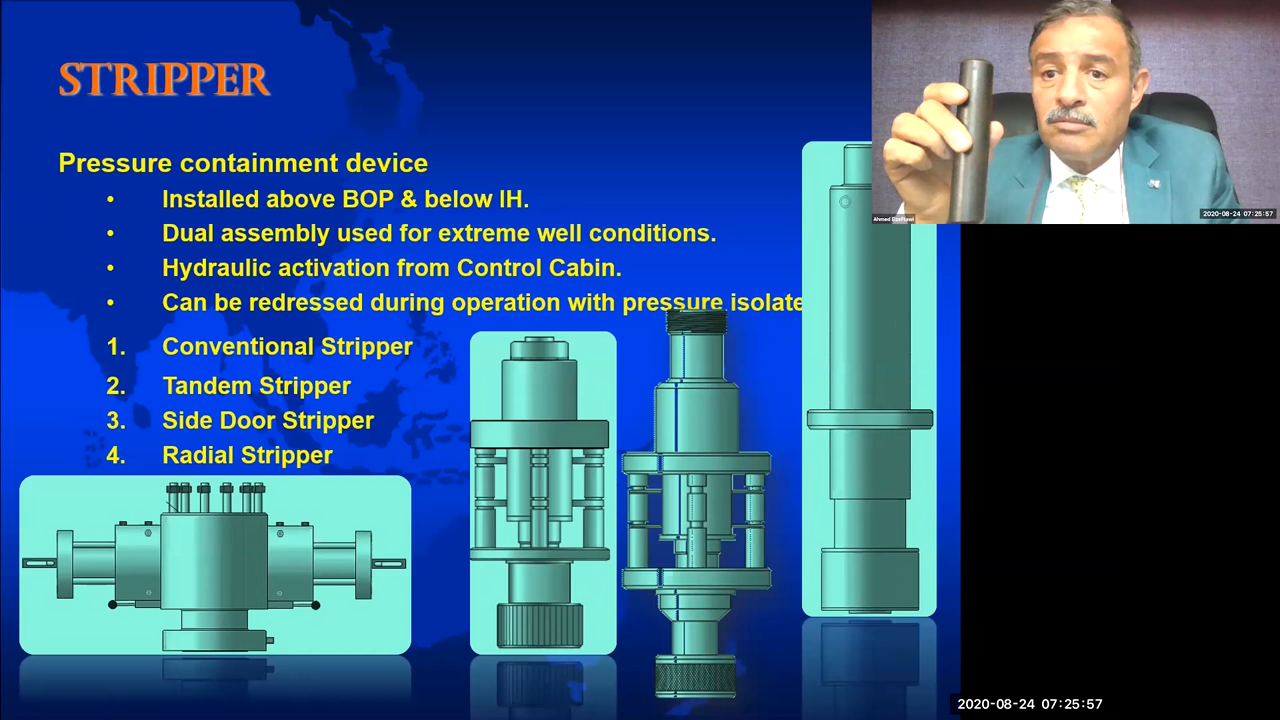 STRIPPER
Pressure containment device
• Installed above BOP & below IH.
• Dual assembly used for extreme well conditions.
• Hydraulic activation from Control Cabin.
• Can be redressed during operation with pressure isolate
1. Conventional Stripper
2. Tandem Stripper
3. Side Door Stripper
4. Radial Stripper
2020-08-24 07:25:57
2020-08-24 07:25:57